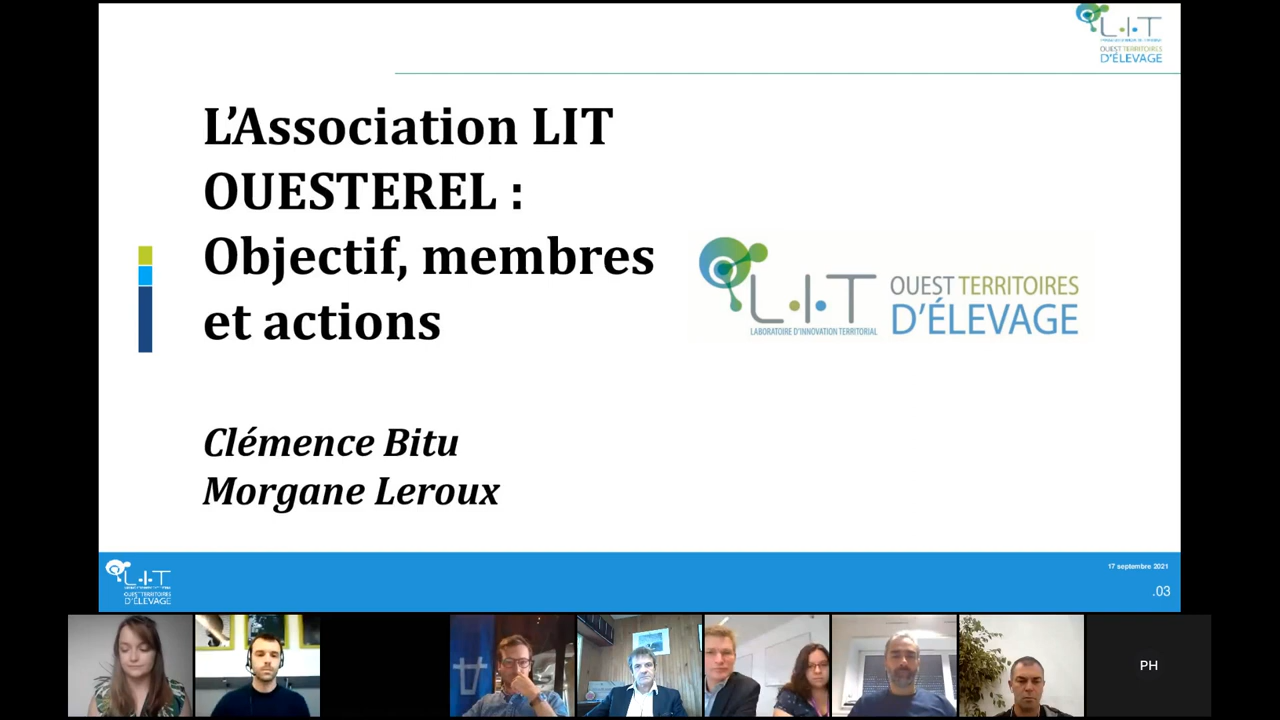 L·I·T
OUEST TERRITOIRES
D'ÉLEVAGE
L'Association LIT
OUESTEREL :
Objectif, membres
et actions
L·I·T
LABORATOIRE D'INNOVATION TERRITORIAL
OUEST TERRITOIRES
D'ÉLEVAGE
Clémence Bitu
Morgane Leroux
L·I·T
OUEST TERRITOIRES
D'ÉLEVAGE
17 septembre 2021
.03
PH